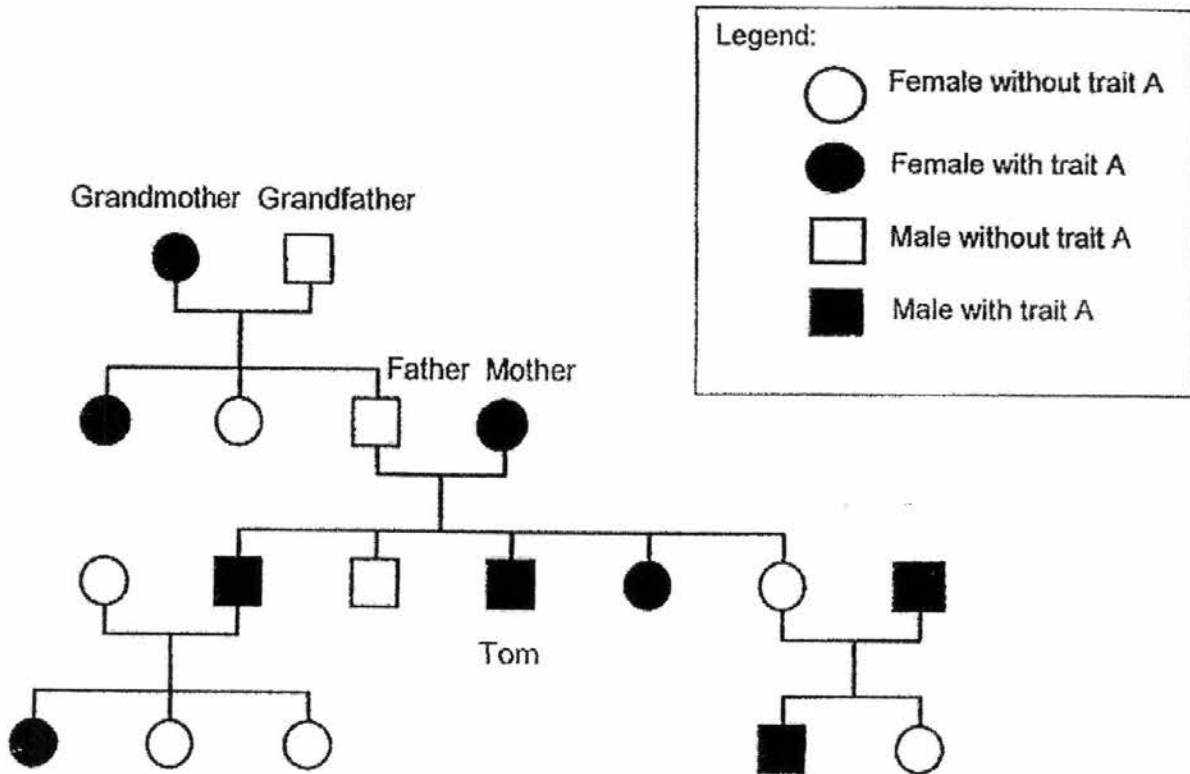 Legend:
Female without trait A
Female with trait A
Male without trait A
Male with trait A
Grandmother Grandfather
Father Mother
Tom